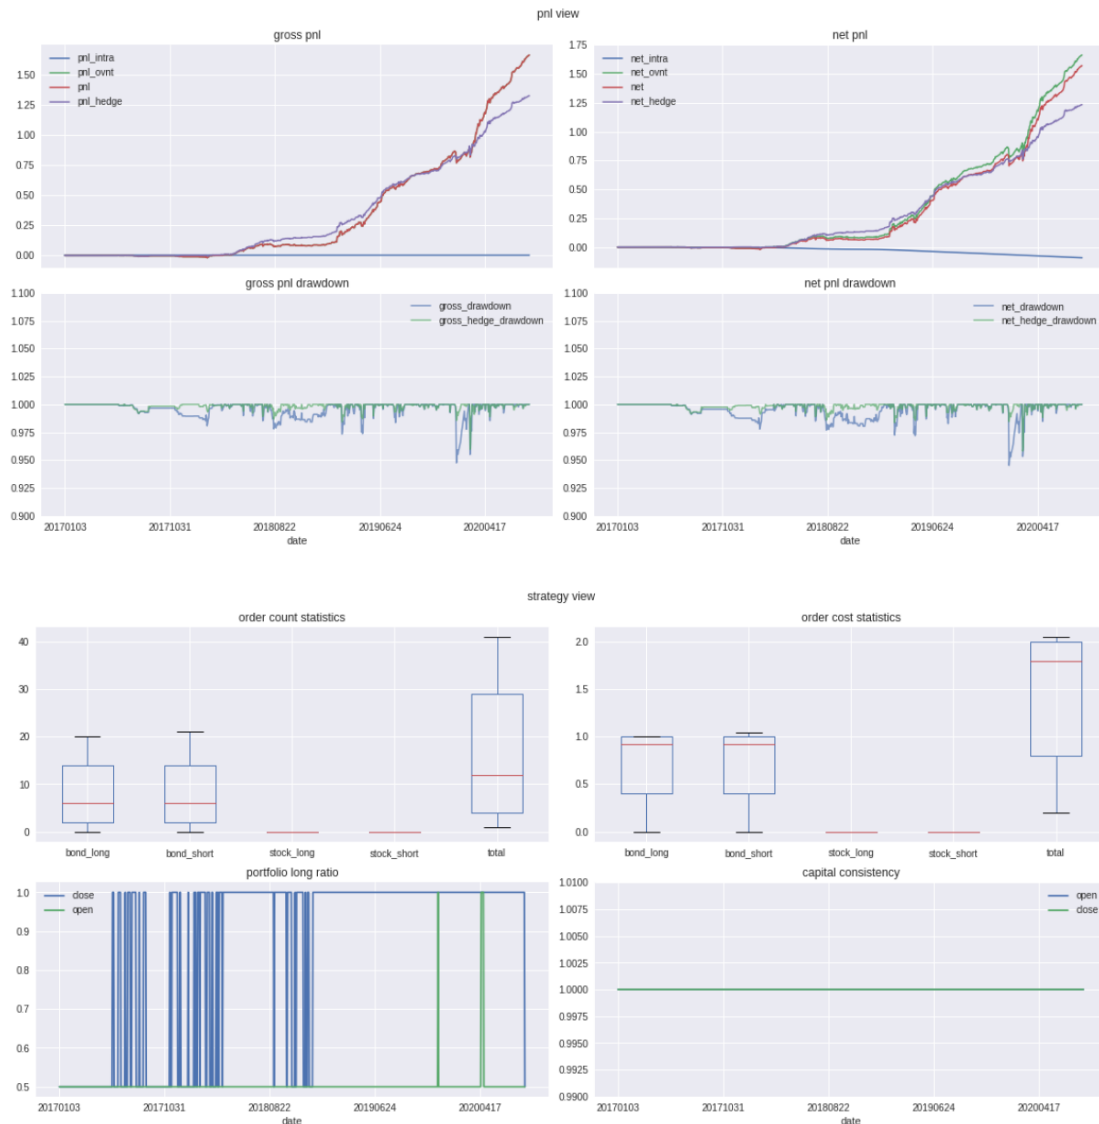 pnl view
gross pnl
pnl_intra
pnl_ovnt
pnl
pnl_hedge
1.50
1.25
1.00
0.75
0.50
0.25
0.00
net pnl
net_intra
net_ovnt
net
net_hedge
1.75
1.50
1.25
1.00
0.75
0.50
0.25
0.00
gross pnl drawdown
gross_drawdown
gross_hedge_drawdown
1.100
1.075
1.050
1.025
1.000
0.975
0.950
0.925
0.900
20170103 20171031 20180822 20190624 20200417
date
net pnl drawdown
net_drawdown
net_hedge_drawdown
1.100
1.075
1.050
1.025
1.000
0.975
0.950
0.925
0.900
20170103 20171031 20180822 20190624 20200417
date
strategy view
order count statistics
40
30
20
10
0
bond_long bond_short stock_long stock_short total
order cost statistics
2.0
1.5
1.0
0.5
0.0
bond_long bond_short stock_long stock_short total
portfolio long ratio
close
open
1.0
0.9
0.8
0.7
0.6
0.5
20170103 20171031 20180822 20190624 20200417
date
capital consistency
open
close
1.0100
1.0075
1.0050
1.0025
1.0000
0.9975
0.9950
0.9925
0.9900
20170103 20171031 20180822 20190624 20200417
date